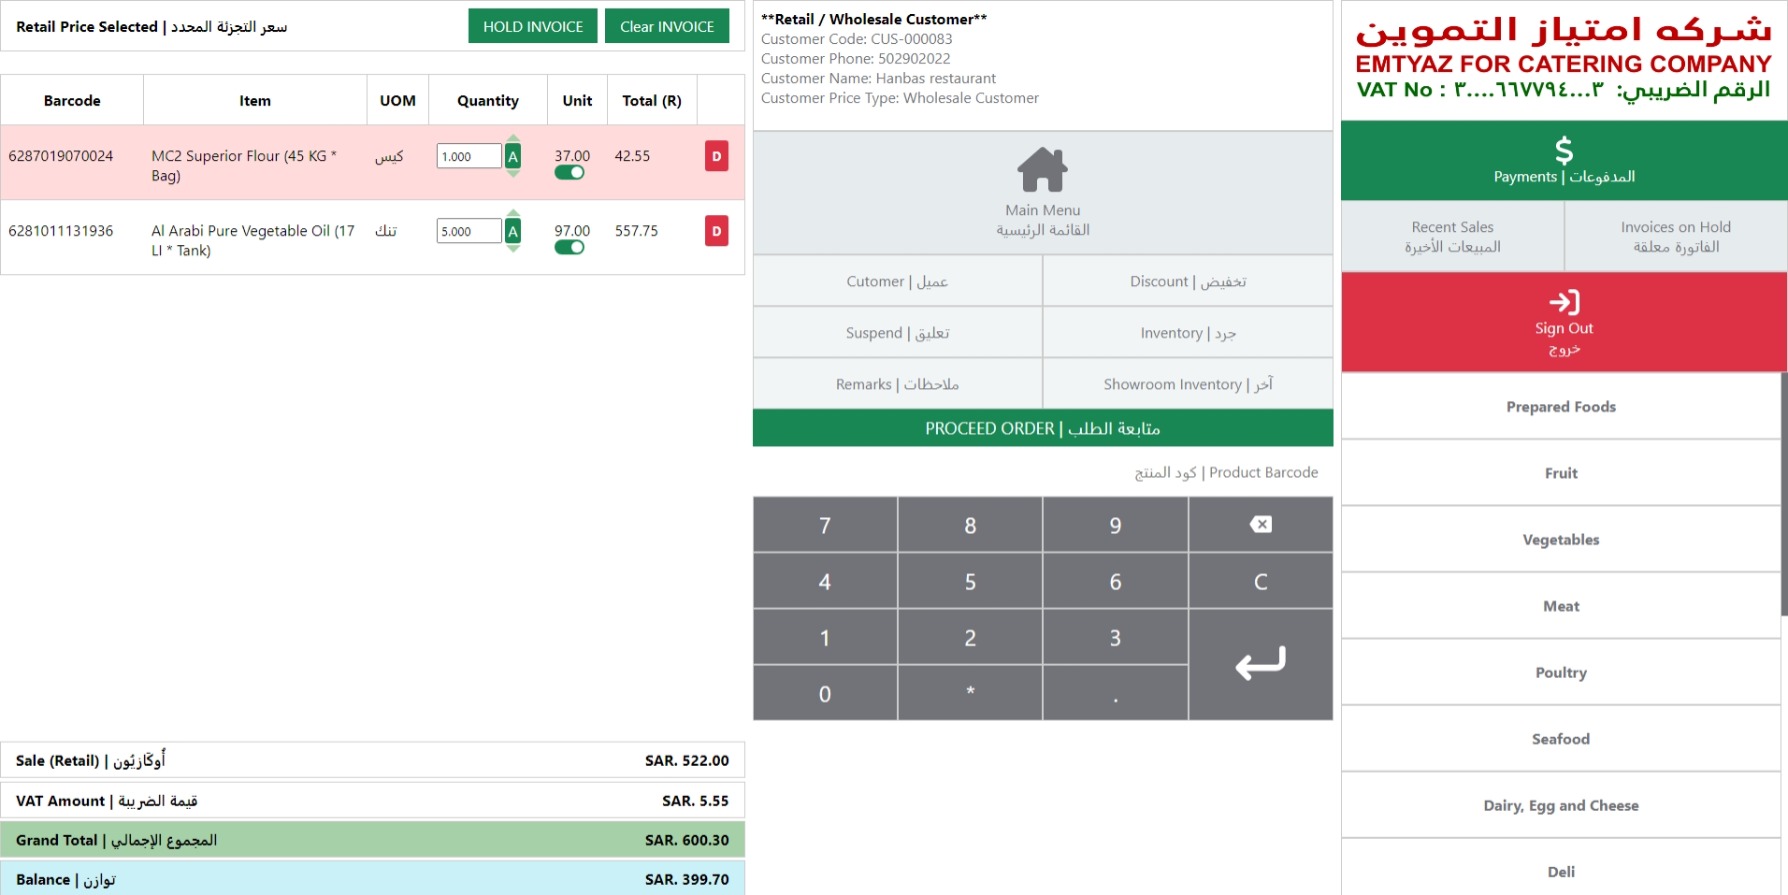 Retail Price Selected | سعر التجزئة المحدد
HOLD INVOICE
Clear INVOICE
Barcode Item UOM Quantity Unit Total (R)
6287019070024 MC2 Superior Flour (45 KG * كيس 1.000 A 37.00 42.55 D
Bag)
6281011131936 Al Arabi Pure Vegetable Oil (17 تنك 5.000 A 97.00 557.75 D
LI * Tank)
Sale (Retail) | أُوكَازيُون SAR. 522.00
VAT Amount | قيمة الضريبة SAR. 5.55
Grand Total | المجموع الإجمالي SAR. 600.30
Balance | توازن SAR. 399.70
**Retail / Wholesale Customer**
Customer Code: CUS-000083
Customer Phone: 502902022
Customer Name: Hanbas restaurant
Customer Price Type: Wholesale Customer
Main Menu
القائمة الرئيسية
Cutomer | عميل
Discount | تخفيض
Suspend | تعليق
Inventory | جرد
Remarks | ملاحظات
Showroom Inventory | آخر
PROCEED ORDER | متابعة الطلب
كود المنتج | Product Barcode
7 8 9
4 5 6 C
1 2 3
0 * .
شركه امتياز التموين
EMTYAZ FOR CATERING COMPANY
VAT No : ٣....٦٦٧٧٩٤...٣ :الرقم الضريبي
$
Payments | المدفوعات
Recent Sales
المبيعات الأخيرة
Invoices on Hold
الفاتورة معلقة
Sign Out
خروج
Prepared Foods
Fruit
Vegetables
Meat
Poultry
Seafood
Dairy, Egg and Cheese
Deli